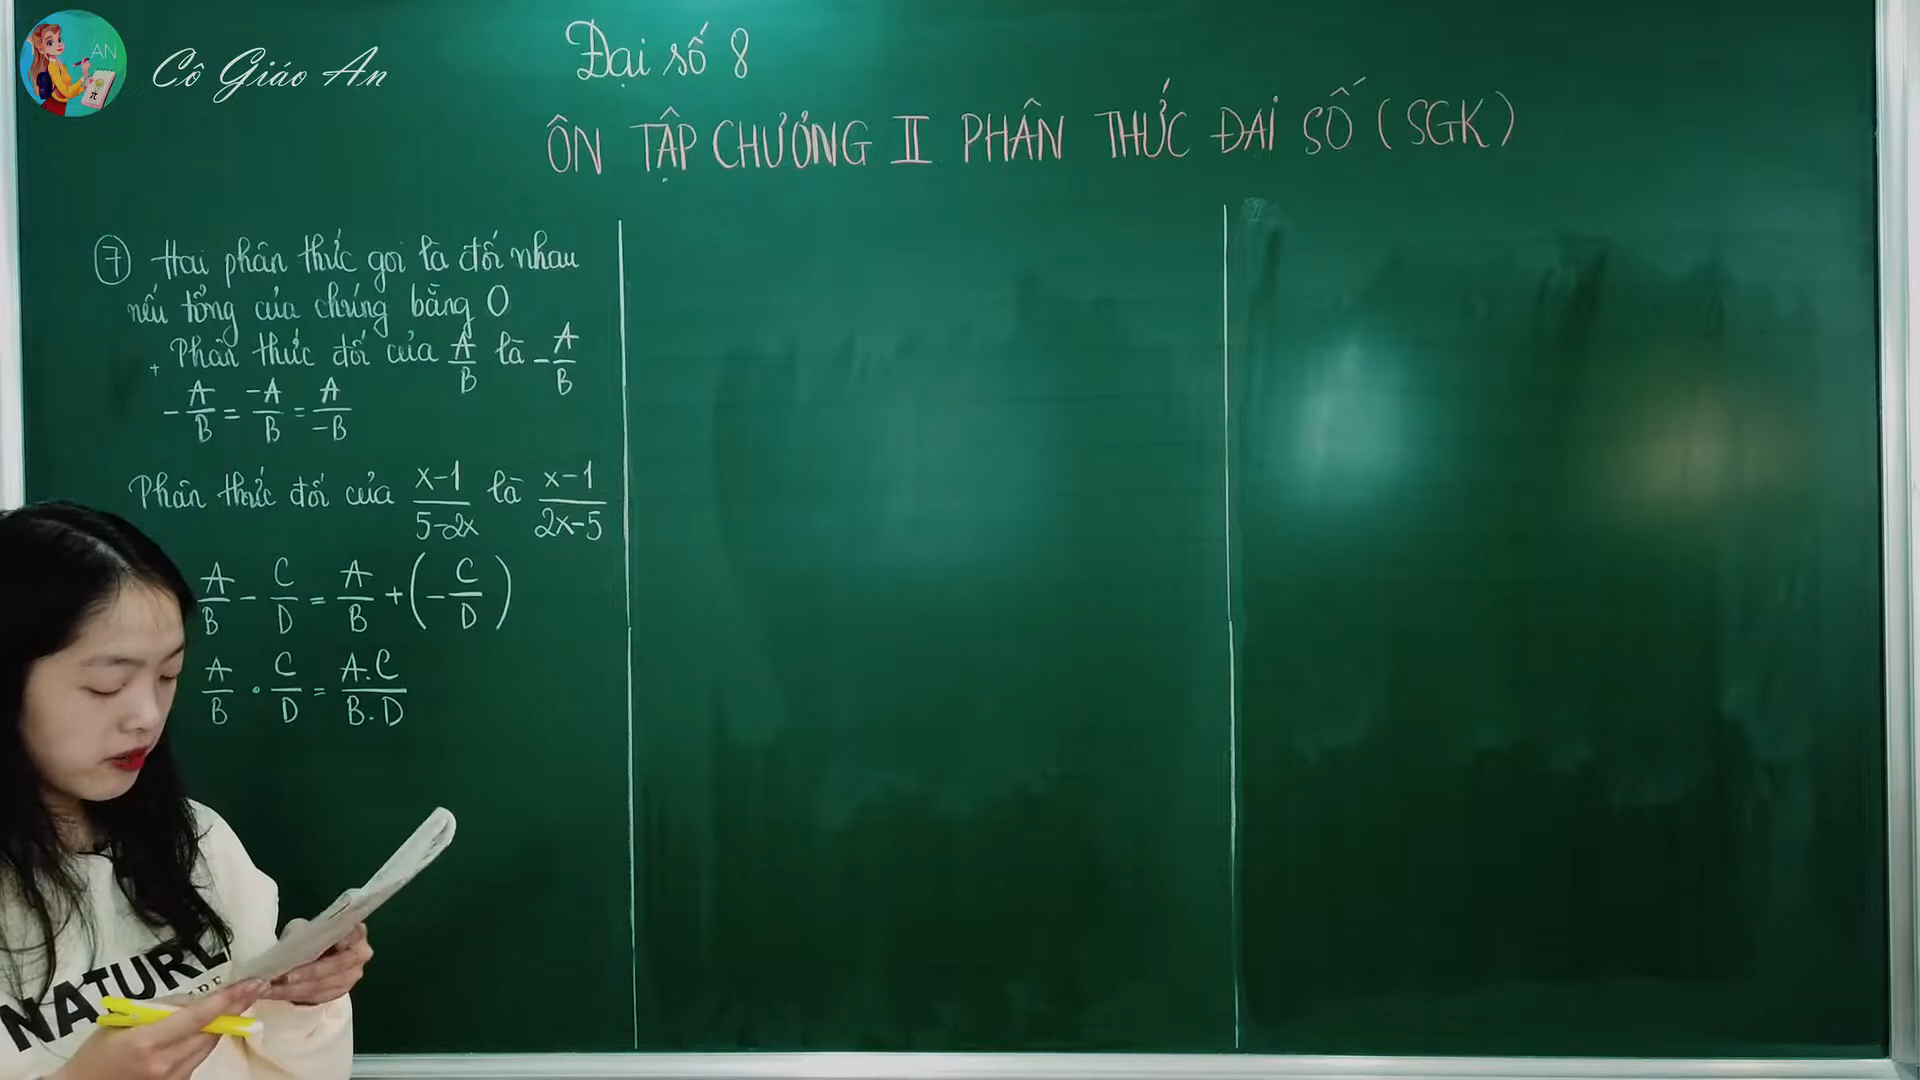 AN
π
Cô Giáo An
Đại số 8
ÔN TẬP CHƯƠNG II PHÂN THỨC ĐẠI SỐ (SGK)
⑦ Hai phân thức gọi là đối nhau
nếu tổng của chúng bằng 0
+ Phân thức đối của A/B là -A/B
-A/B = -A/B = A/-B
Phân thức đối của x-1/5-2x là x-1/2x-5
A/B - C/D = A/B + (-C/D)
A/B . C/D = A.C/B.D
NATURE